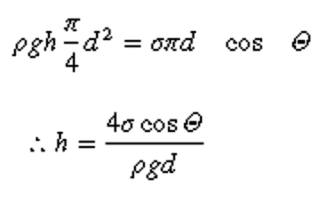 ρgh π/4 d² = σπd cos Θ
∴ h = 4σ cos Θ / ρgd